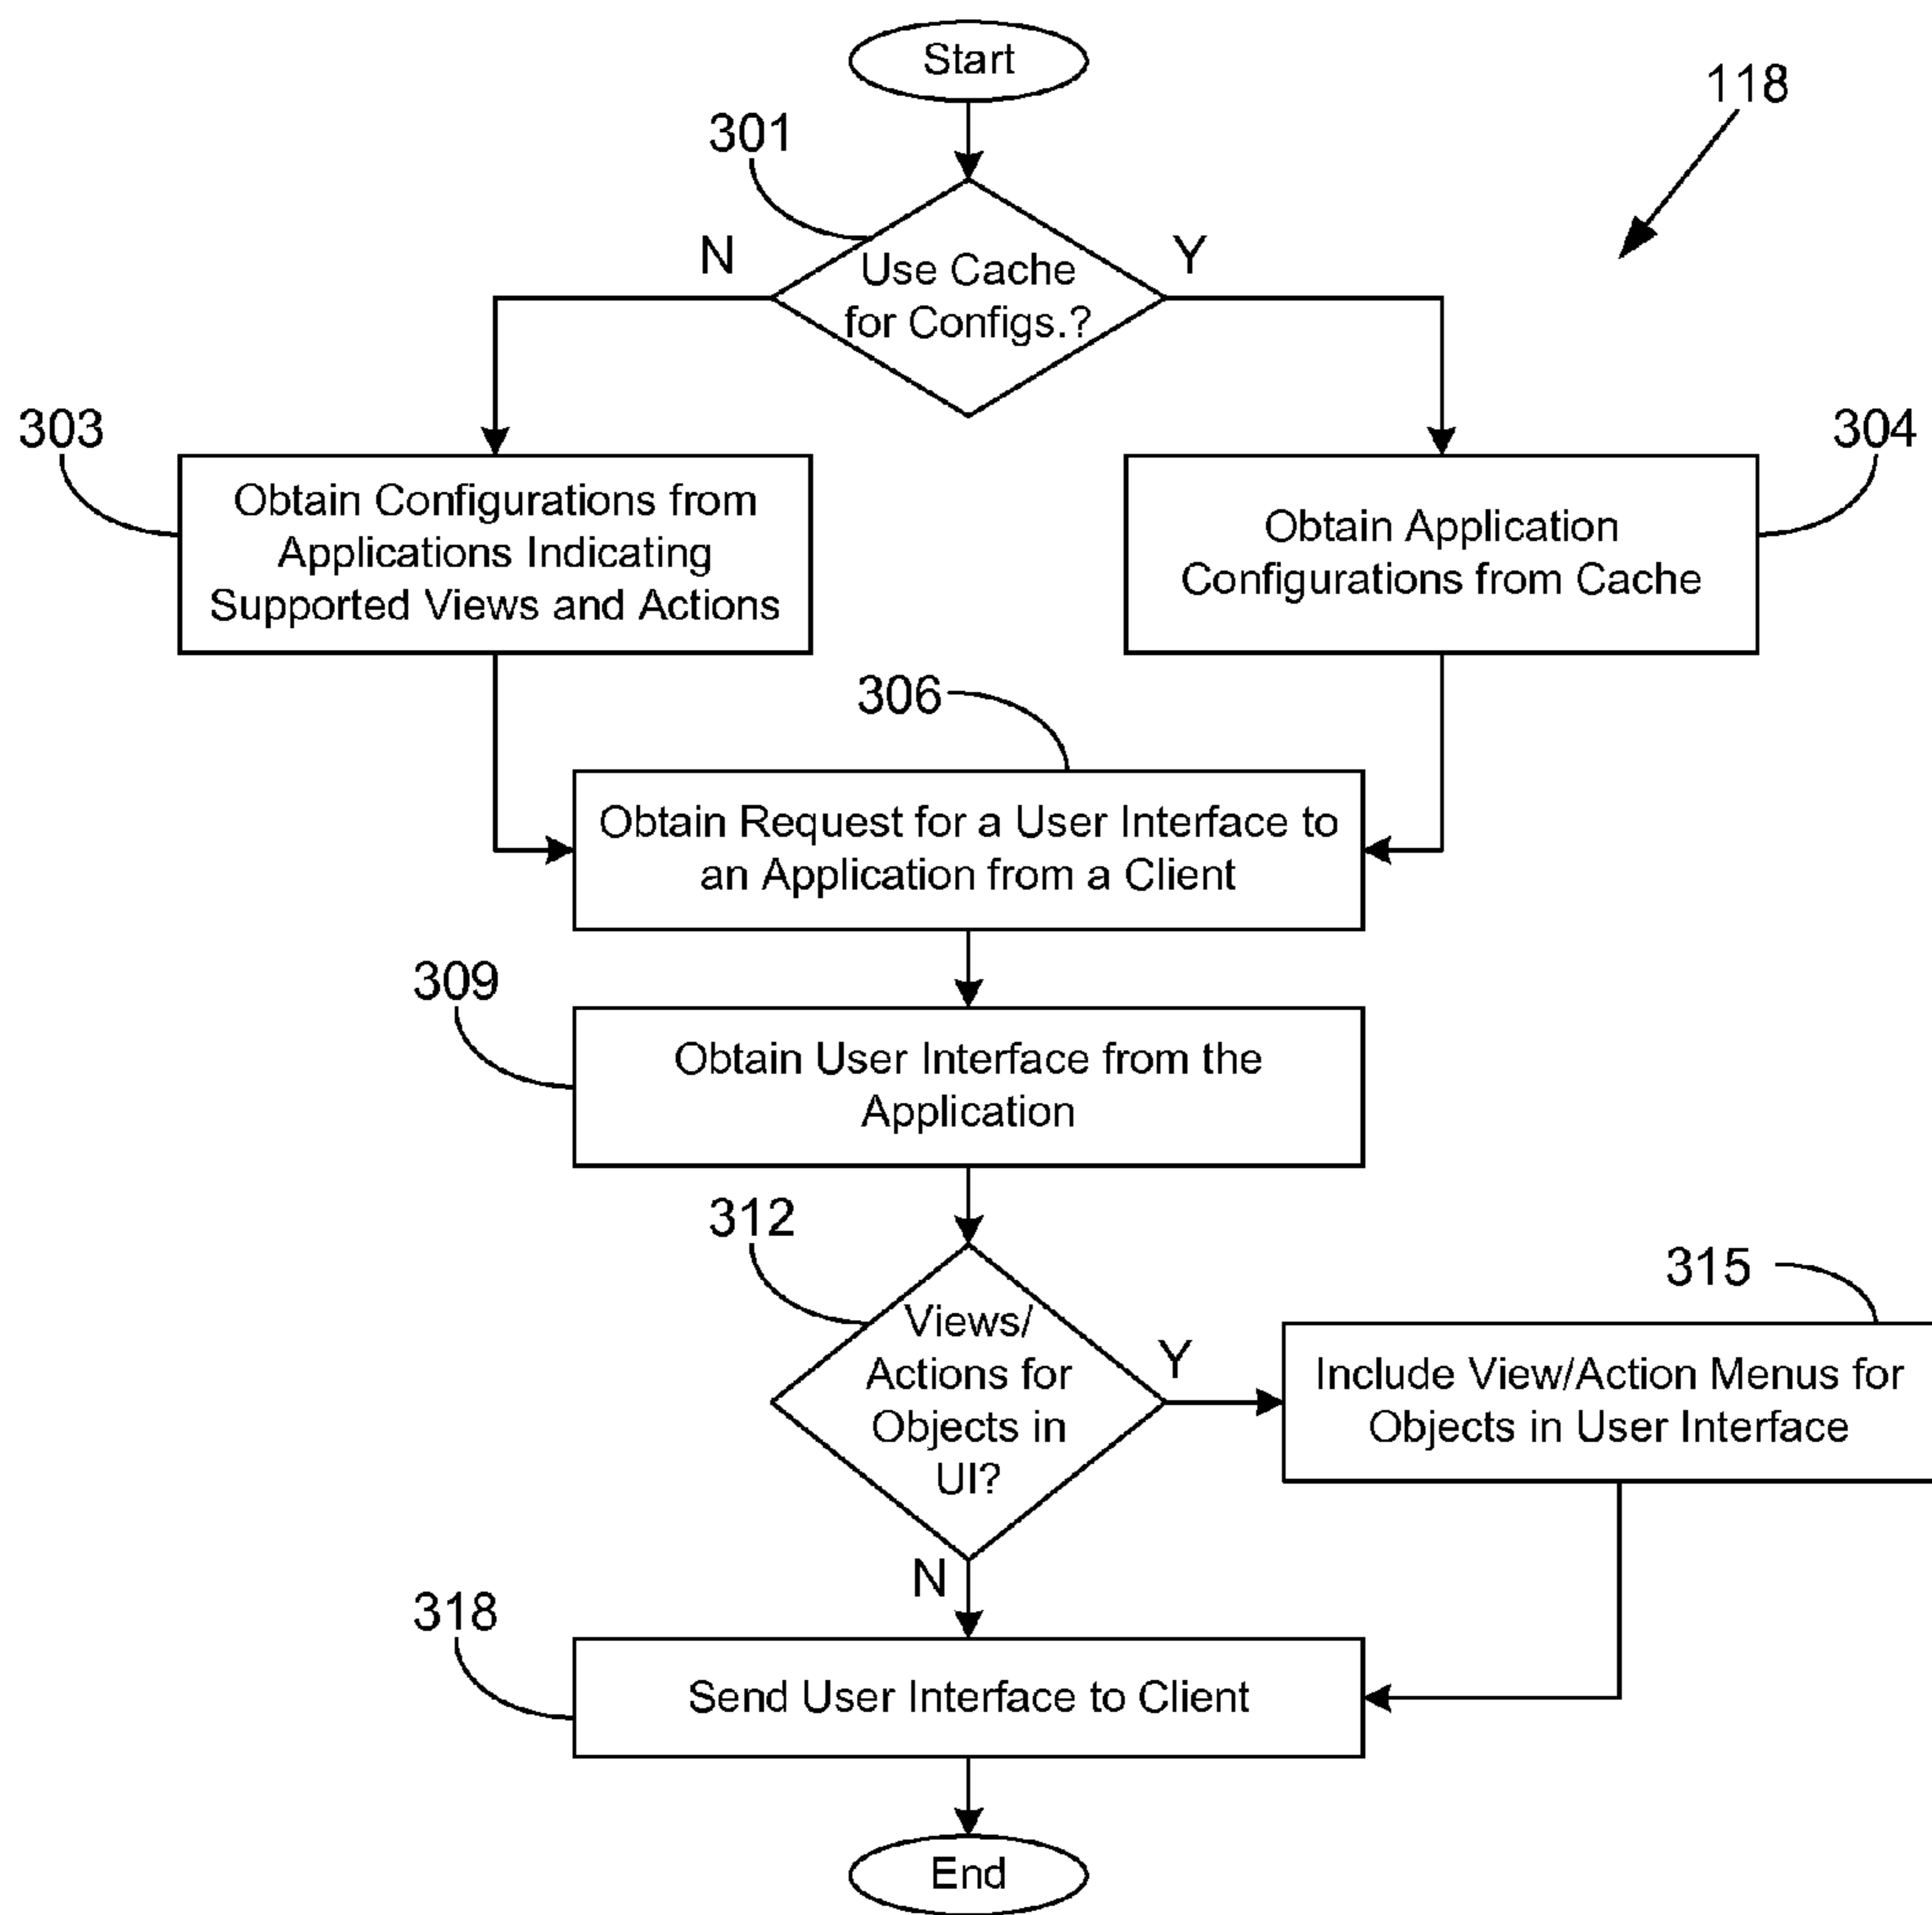 Start
118
301
N
Y
Use Cache
for Configs.?
303
304
Obtain Configurations from
Applications Indicating
Supported Views and Actions
Obtain Application
Configurations from Cache
306
Obtain Request for a User Interface to
an Application from a Client
309
Obtain User Interface from the
Application
312
315
Views/
Actions for
Objects in
UI?
Y
Include View/Action Menus for
Objects in User Interface
N
318
Send User Interface to Client
End